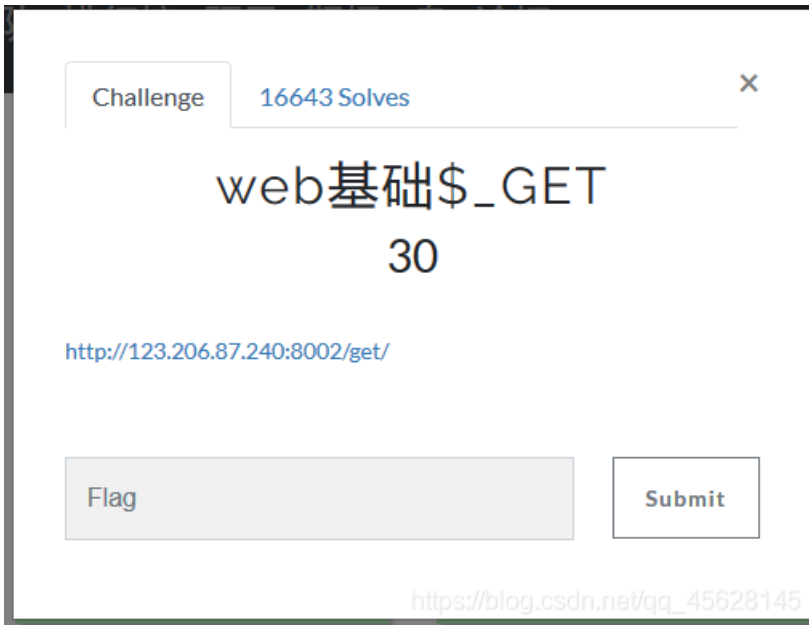 Challenge
16643 Solves
×
web基础$_GET
30
http://123.206.87.240:8002/get/
Flag
Submit
https://blog.csdn.net/qq_45628145